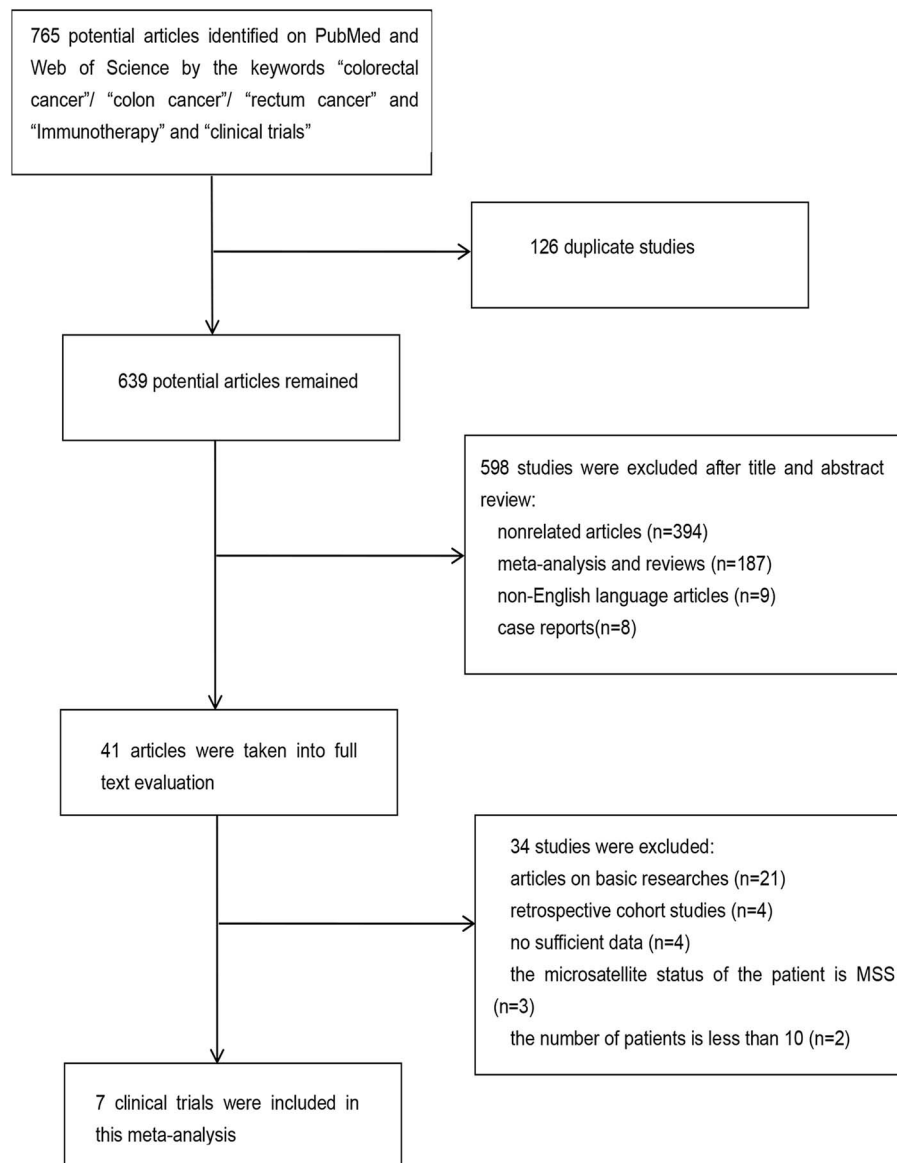 765 potential articles identified on PubMed and
Web of Science by the keywords “colorectal
cancer”/ “colon cancer”/ “rectum cancer” and
“Immunotherapy” and “clinical trials”
126 duplicate studies
639 potential articles remained
598 studies were excluded after title and abstract
review:
nonrelated articles (n=394)
meta-analysis and reviews (n=187)
non-English language articles (n=9)
case reports(n=8)
41 articles were taken into full
text evaluation
34 studies were excluded:
articles on basic researches (n=21)
retrospective cohort studies (n=4)
no sufficient data (n=4)
the microsatellite status of the patient is MSS
(n=3)
the number of patients is less than 10 (n=2)
7 clinical trials were included in
this meta-analysis